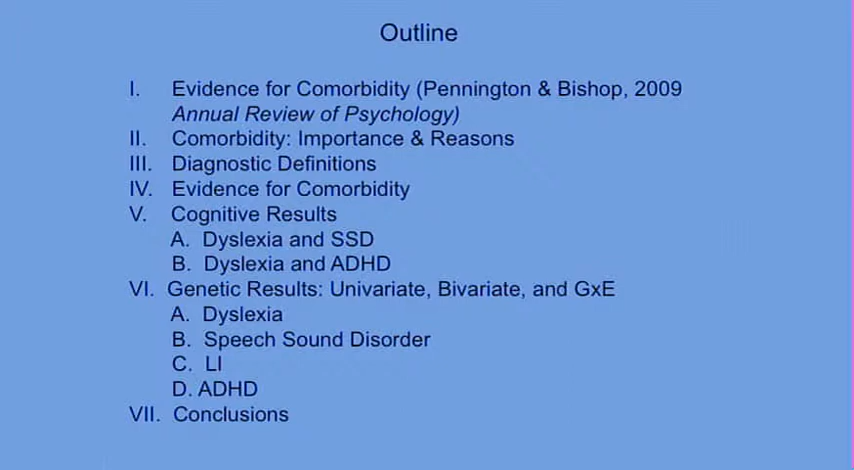 Outline
I. Evidence for Comorbidity (Pennington & Bishop, 2009
Annual Review of Psychology)
II. Comorbidity: Importance & Reasons
III. Diagnostic Definitions
IV. Evidence for Comorbidity
V. Cognitive Results
A. Dyslexia and SSD
B. Dyslexia and ADHD
VI. Genetic Results: Univariate, Bivariate, and GxE
A. Dyslexia
B. Speech Sound Disorder
C. LI
D. ADHD
VII. Conclusions